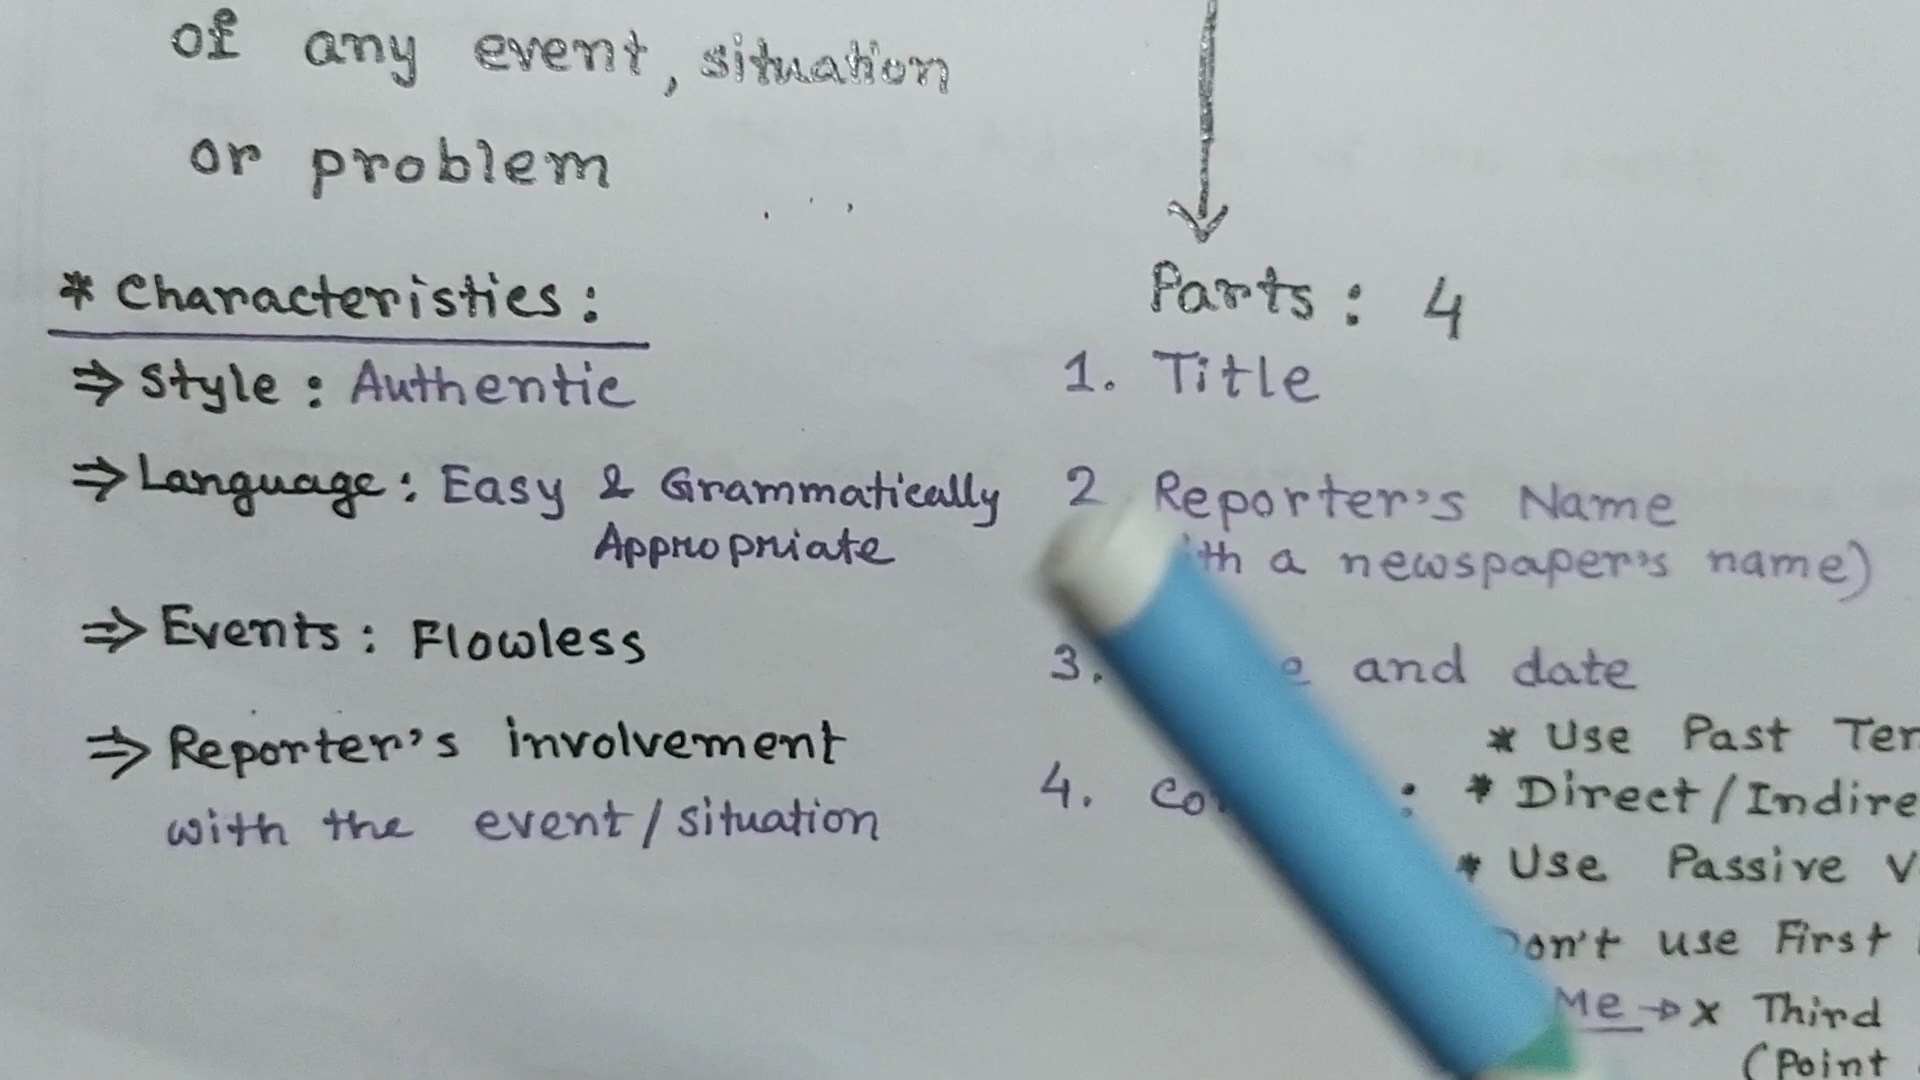 of any event, situation
or problem
* Characteristics :
⇒ Style : Authentic
⇒ Language : Easy & Grammatically
Appropriate
⇒ Events : Flowless
⇒ Reporter's involvement
with the event / situation
Parts : 4
1. Title
2 Reporter's Name
a newspaper's name)
3. and date
* Use Past
4. : * Direct /
* Use Passive
use First
Me → x Third
(Point